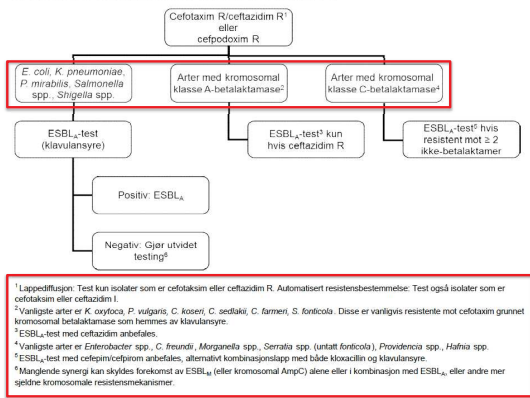 Cefotaxim R/ceftazidim R¹
eller
cefpodoxim R
E. coli, K. pneumoniae,
P. mirabilis, Salmonella
spp., Shigella spp.
Arter med kromosomal
klasse A-betalaktamase²
Arter med kromosomal
klasse C-betalaktamase⁴
ESBLA-test
(klavulansyre)
ESBLA-test³ kun
hvis ceftazidim R
ESBLA-test⁵ hvis
resistent mot ≥ 2
ikke-betalaktamer
Positiv: ESBLA
Negativ: Gjør utvidet
testing⁶
¹ Lappediffusjon: Test kun isolater som er cefotaksim eller ceftazidim R. Automatisert resistensbestemmelse: Test også isolater som er
cefotaksim eller ceftazidim I.
² Vanligste arter er K. oxytoca, P. vulgaris, C. koseri, C. sedlakii, C. farmeri, S. fonticola. Disse er vanligvis resistente mot cefotaxim grunnet
kromosomal betalaktamase som hemmes av klavulansyre.
³ ESBLA-test med ceftazidim anbefales.
⁴ Vanligste arter er Enterobacter spp., C. freundii, Morganella spp., Serratia spp. (untatt fonticola), Providencia spp., Hafnia spp.
⁵ ESBLA-test med cefepim/cefpirom anbefales, alternativt kombinasjonslapp med både kloxacillin og klavulansyre.
⁶ Manglende synergi kan skyldes forekomst av ESBLM (eller kromosomal AmpC) alene eller i kombinasjon med ESBLA, eller andre mer
sjeldne kromosomale resistensmekanismer.